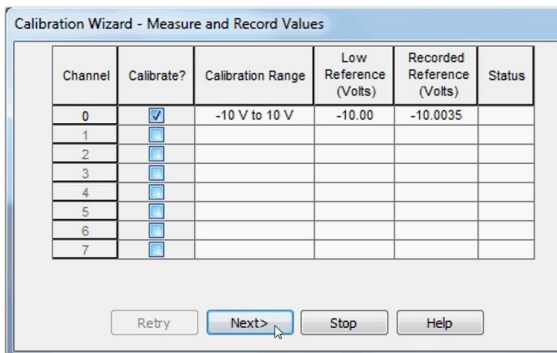 Calibration Wizard - Measure and Record Values
Channel Calibrate? Calibration Range Low Reference (Volts) Recorded Reference (Volts) Status
0 -10 V to 10 V -10.00 -10.0035
1
2
3
4
5
6
7
Retry Next> Stop Help